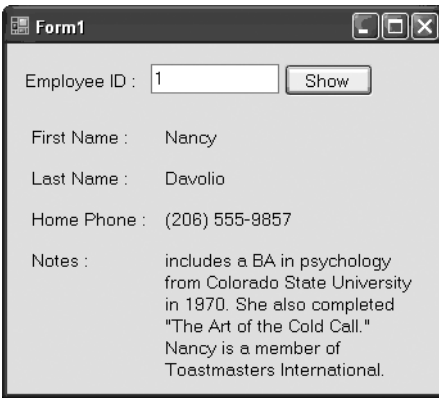 Form1
Employee ID : 1 Show
First Name : Nancy
Last Name : Davolio
Home Phone : (206) 555-9857
Notes : includes a BA in psychology
from Colorado State University
in 1970. She also completed
"The Art of the Cold Call."
Nancy is a member of
Toastmasters International.